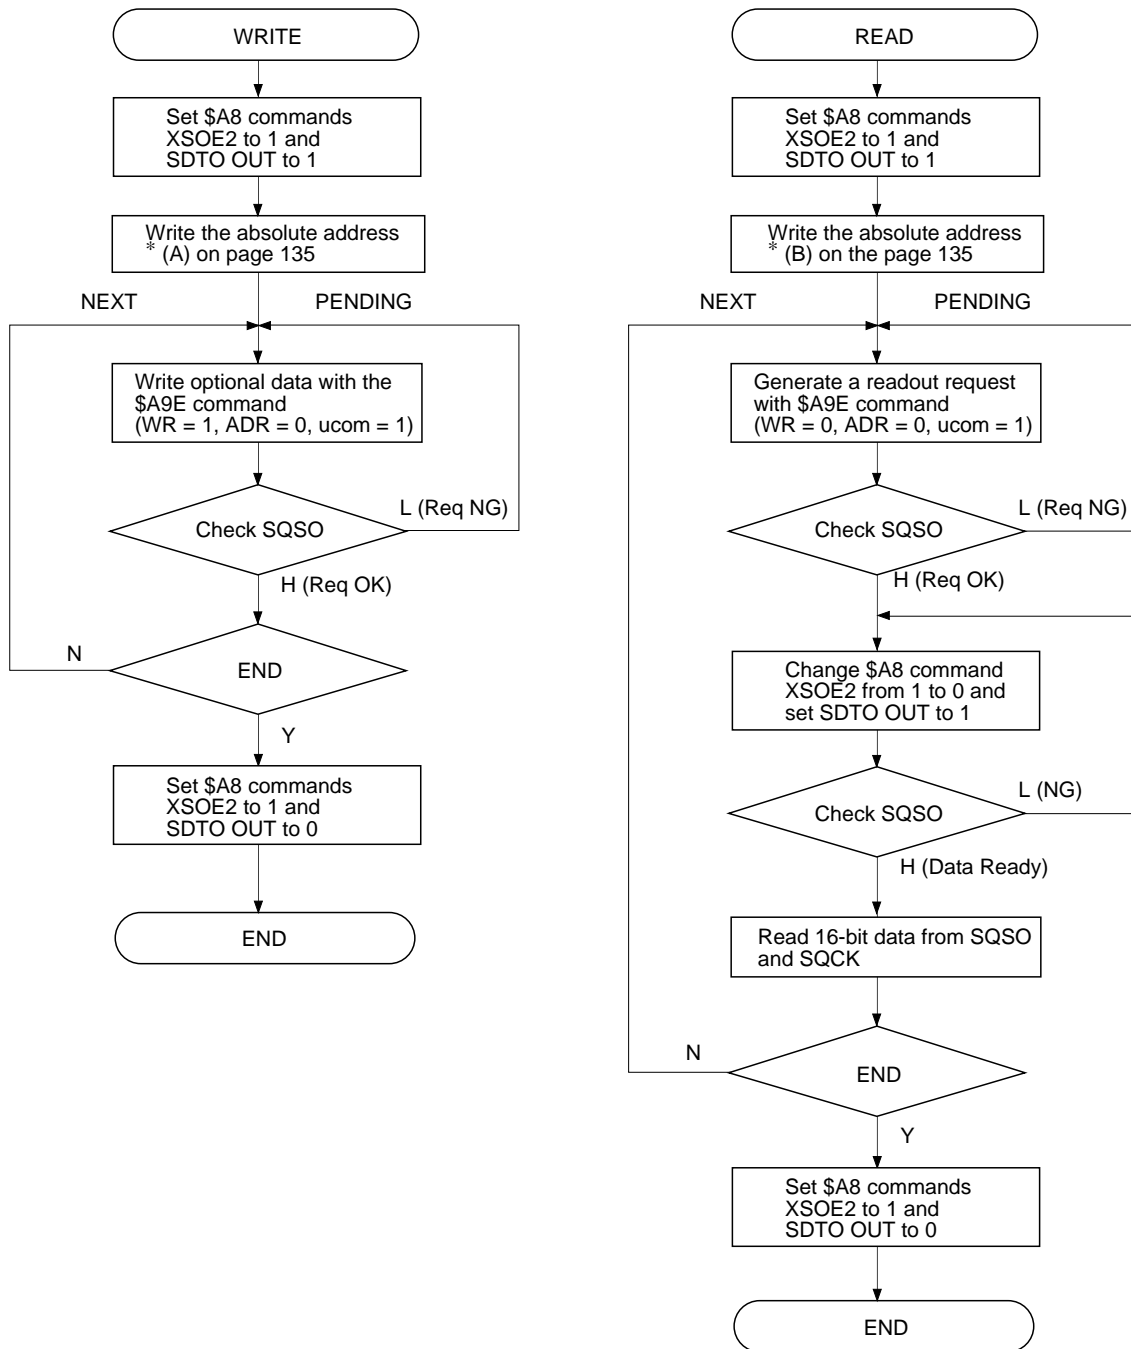 WRITE
Set $A8 commands
XSOE2 to 1 and
SDTO OUT to 1
Write the absolute address
* (A) on page 135
NEXT
PENDING
Write optional data with the
$A9E command
(WR = 1, ADR = 0, ucom = 1)
L (Req NG)
Check SQSO
H (Req OK)
N
END
Y
Set $A8 commands
XSOE2 to 1 and
SDTO OUT to 0
END
READ
Set $A8 commands
XSOE2 to 1 and
SDTO OUT to 1
Write the absolute address
* (B) on the page 135
NEXT
PENDING
Generate a readout request
with $A9E command
(WR = 0, ADR = 0, ucom = 1)
L (Req NG)
Check SQSO
H (Req OK)
Change $A8 command
XSOE2 from 1 to 0 and
set SDTO OUT to 1
L (NG)
Check SQSO
H (Data Ready)
Read 16-bit data from SQSO
and SQCK
N
END
Y
Set $A8 commands
XSOE2 to 1 and
SDTO OUT to 0
END